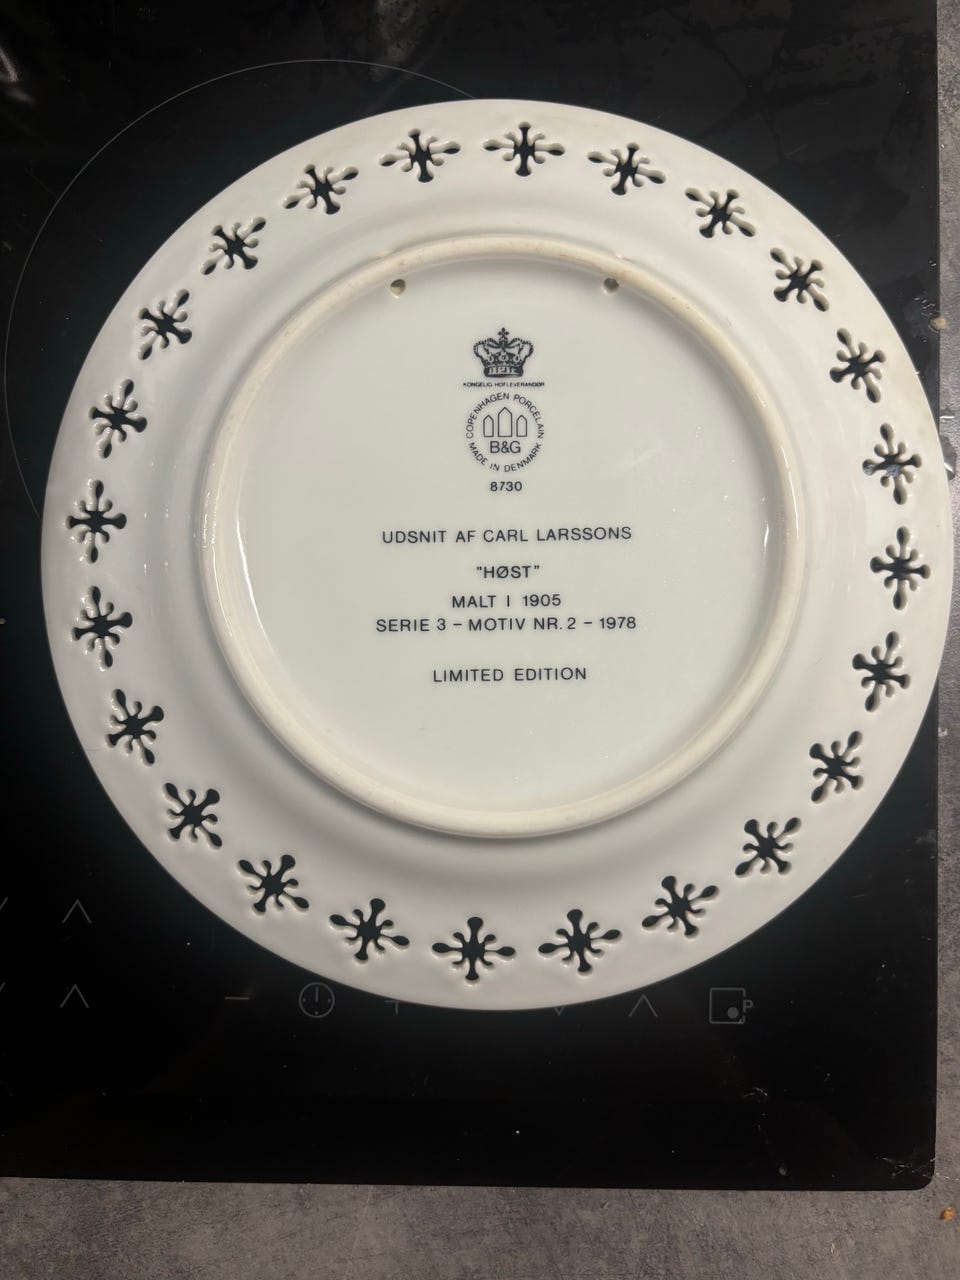 KONGELIG HOFLEVERANDØR
COPENHAGEN PORCELAIN
B&G
MADE IN DENMARK
8730
UDSNIT AF CARL LARSSONS
"HØST"
MALT I 1905
SERIE 3 – MOTIV NR. 2 – 1978
LIMITED EDITION
P